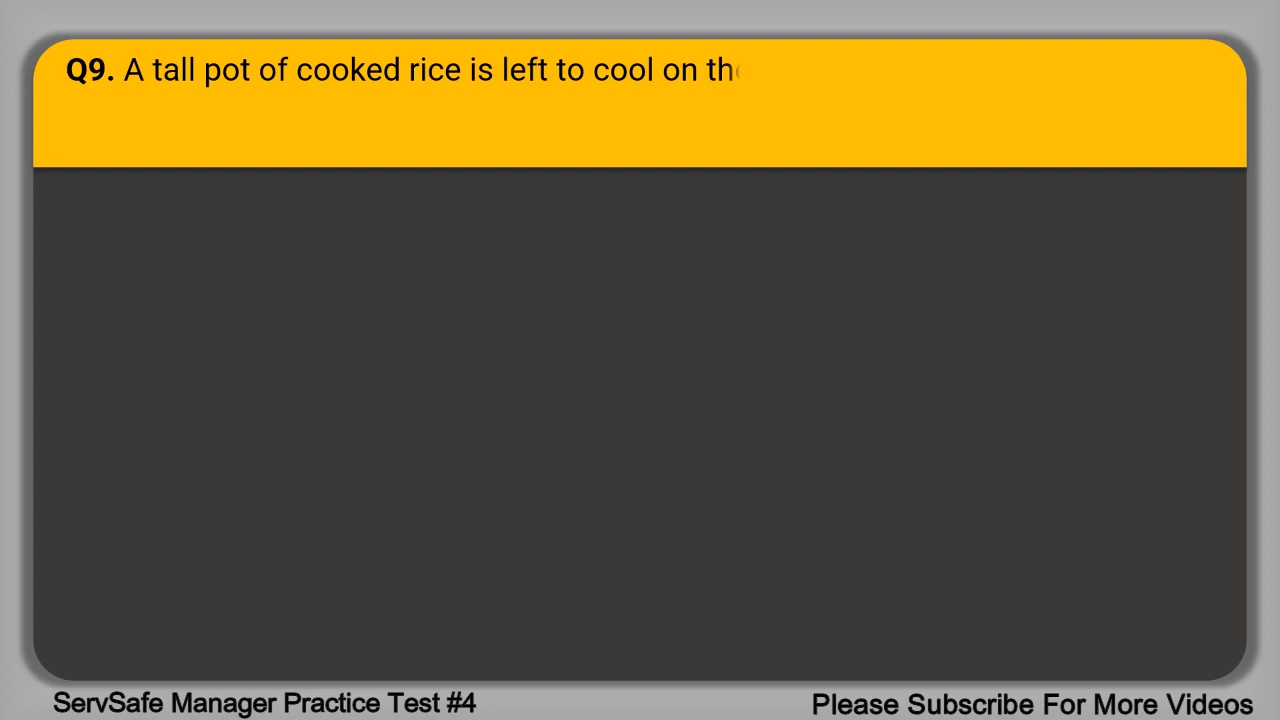 Q9. A tall pot of cooked rice is left to cool on
ServSafe Manager Practice Test #4
Please Subscribe For More Videos